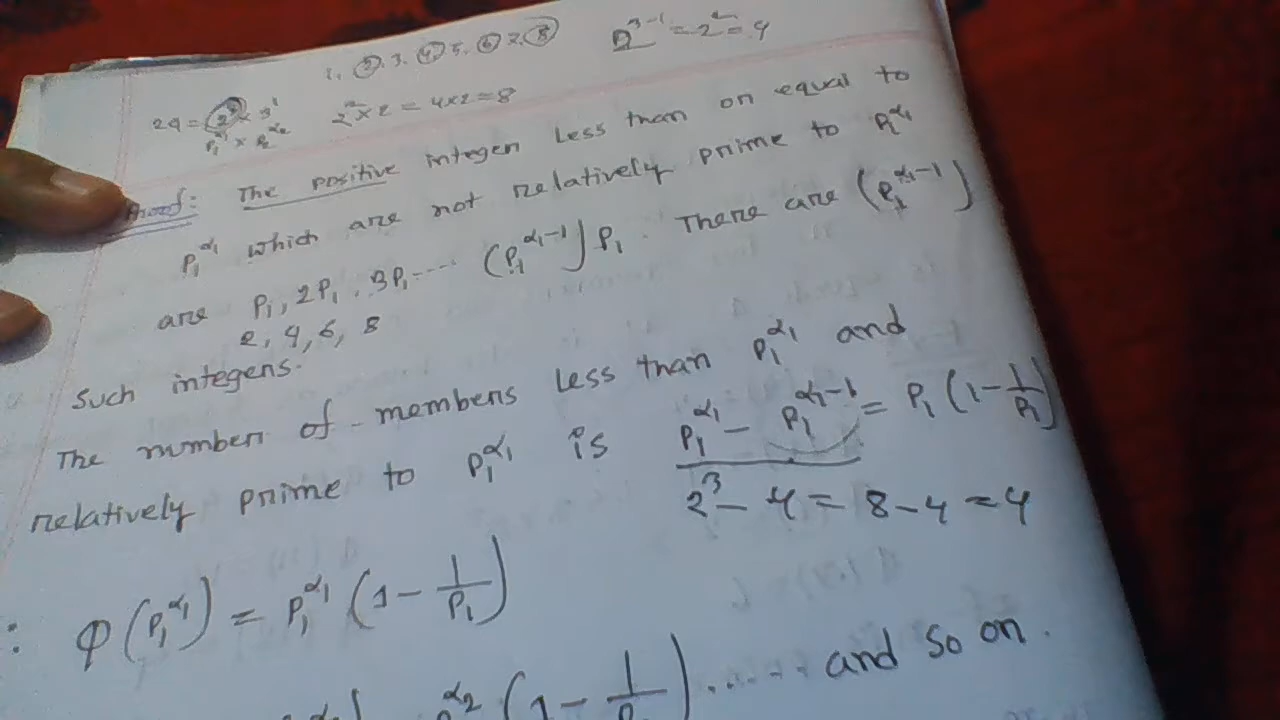 1, 2, 3, 4, 5, 6, 7, 8 2^{3-1} = 2^2 = 4
24 = 2^3 × 3^1 2^2 × 2 = 4×2 = 8
P_1^{α_1} × P_2^{α_2}
Proof: The positive integer less than or equal to
P_1^{α_1} which are not relatively prime to P_1^{α_1}
are P_1, 2P_1, 3P_1 .... (P_1^{α_1-1}) P_1. There are (P_1^{α_1-1})
2, 4, 6, 8
Such integers.
The number of members less than P_1^{α_1} and
relatively prime to P_1^{α_1} is P_1^{α_1} - P_1^{α_1-1} = P_1 (1 - 1/P_1)
2^3 - 4 = 8 - 4 = 4
: φ(P_1^{α_1}) = P_1^{α_1} (1 - 1/P_1)
α_2 (1 - 1/P ) ...... and so on.